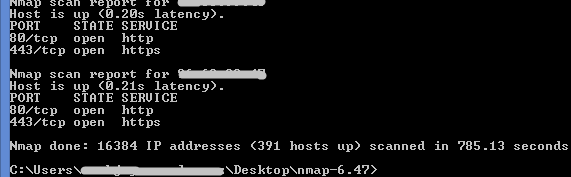 Nmap scan report for
Host is up (0.20s latency).
PORT STATE SERVICE
80/tcp open http
443/tcp open https
Nmap scan report for
Host is up (0.21s latency).
PORT STATE SERVICE
80/tcp open http
443/tcp open https
Nmap done: 16384 IP addresses (391 hosts up) scanned in 785.13 seconds
C:\Users\ \Desktop\nmap-6.47>